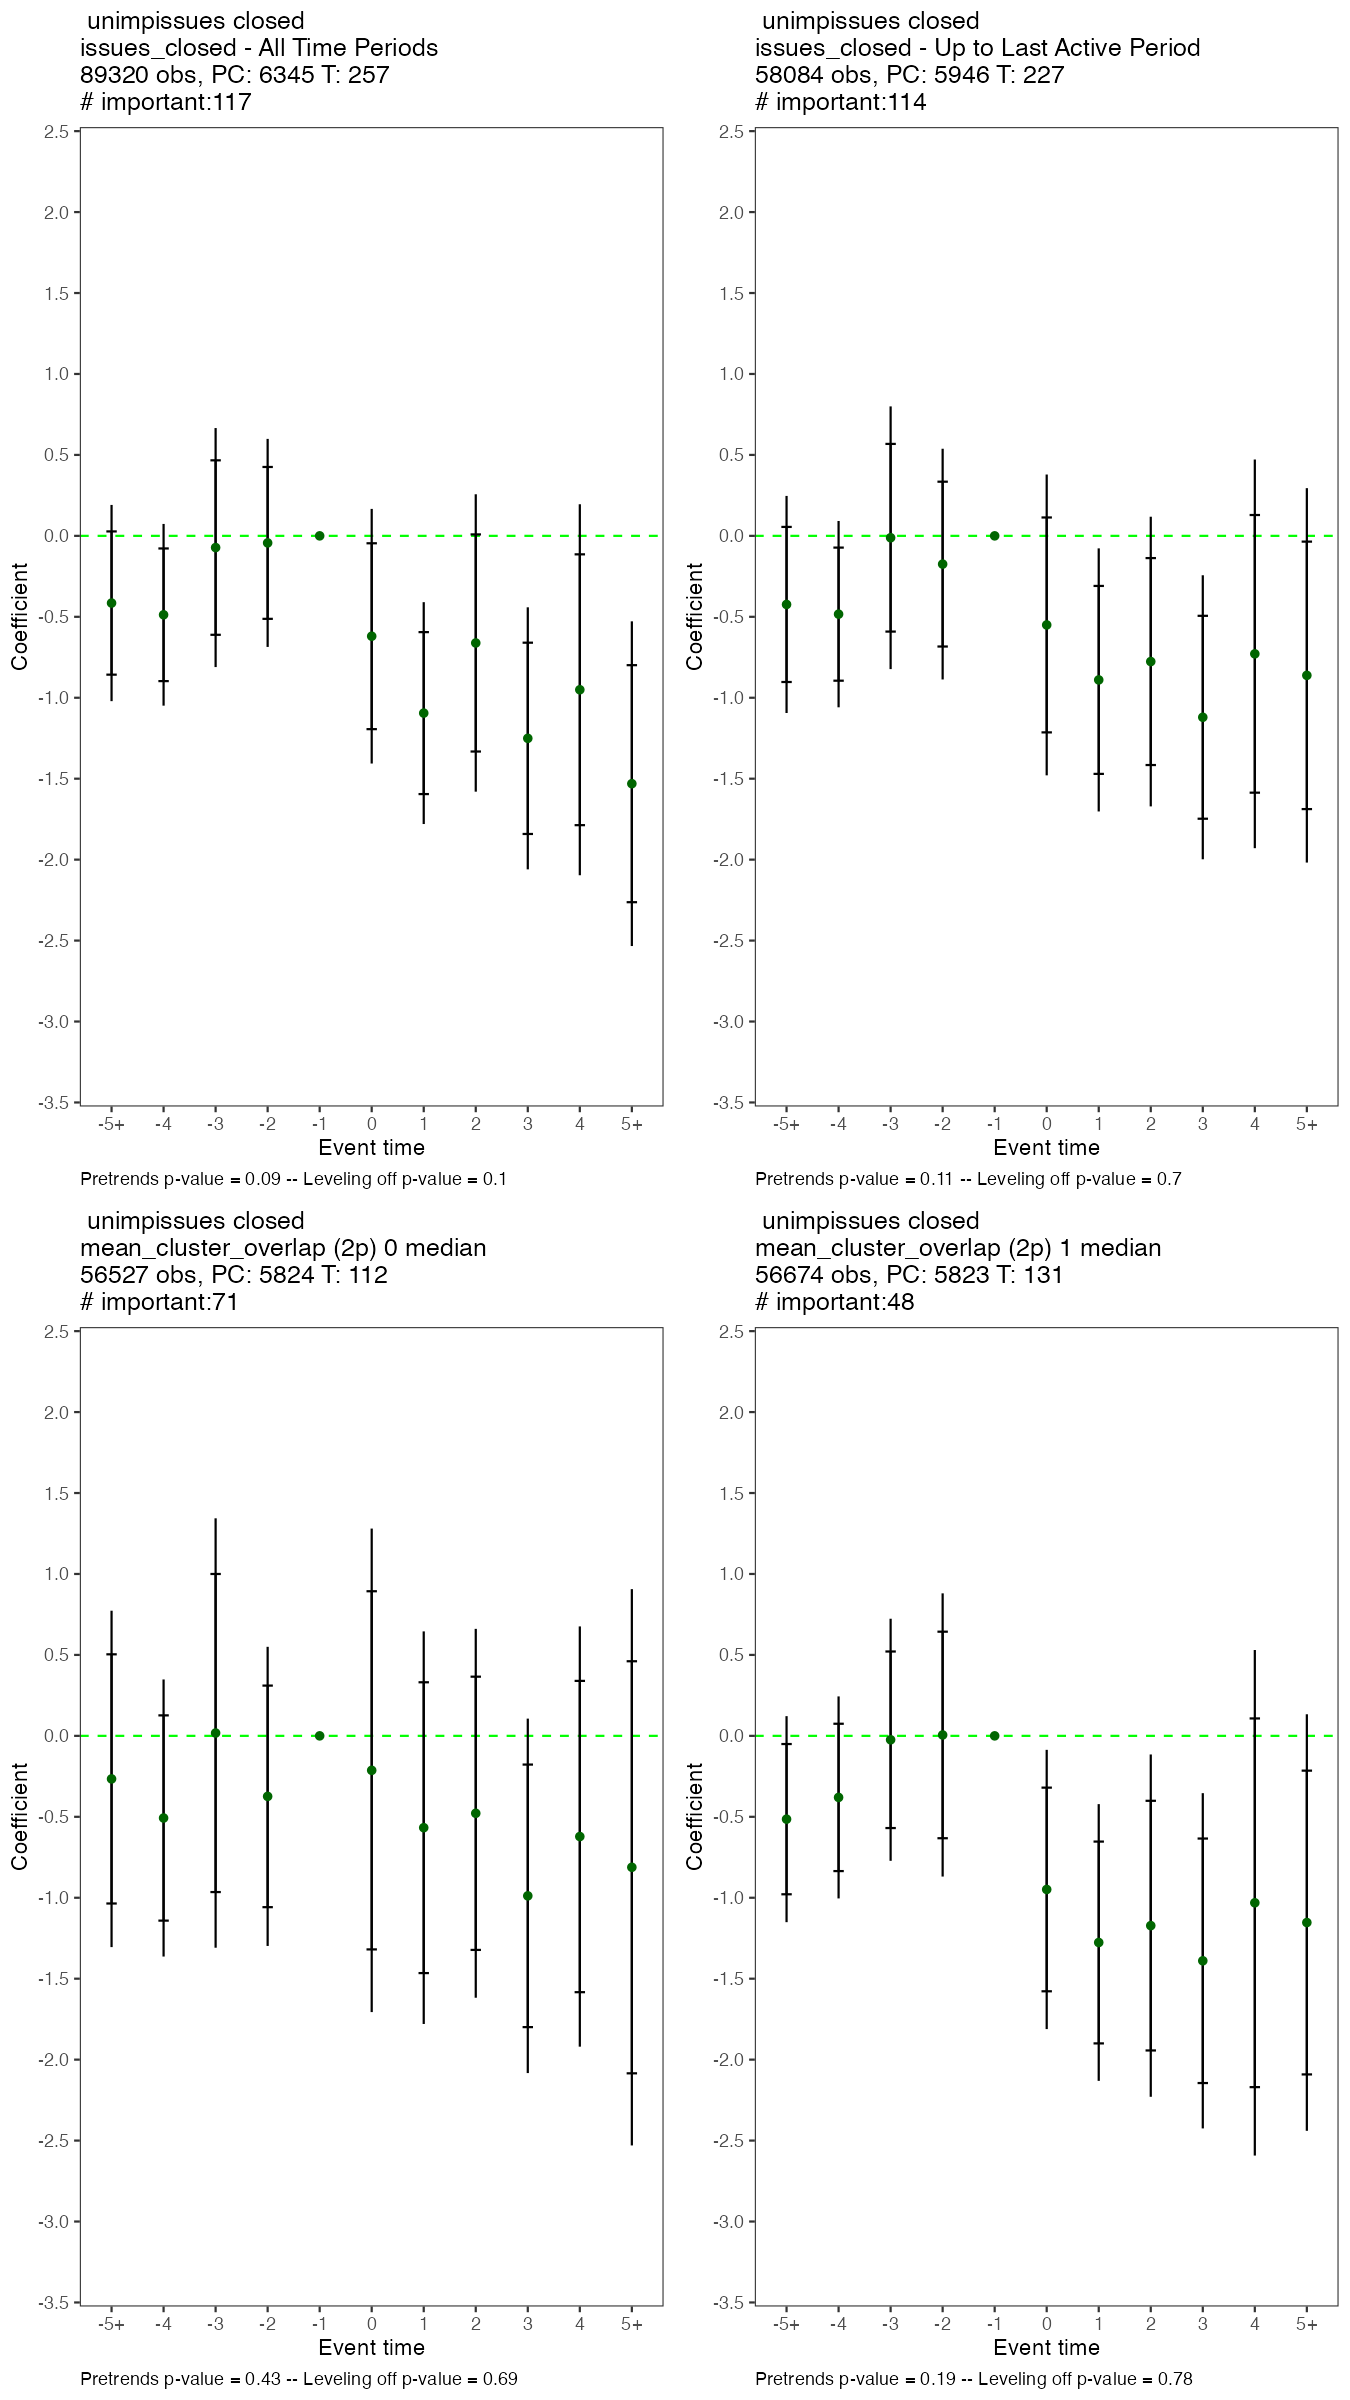 unimpissues closed
issues_closed - All Time Periods
89320 obs, PC: 6345 T: 257
# important:117
2.5
2.0
1.5
1.0
0.5
0.0
-0.5
-1.0
-1.5
-2.0
-2.5
-3.0
-3.5
Coefficient
-5+ -4 -3 -2 -1 0 1 2 3 4 5+
Event time
Pretrends p-value = 0.09 -- Leveling off p-value = 0.1
unimpissues closed
issues_closed - Up to Last Active Period
58084 obs, PC: 5946 T: 227
# important:114
2.5
2.0
1.5
1.0
0.5
0.0
-0.5
-1.0
-1.5
-2.0
-2.5
-3.0
-3.5
Coefficient
-5+ -4 -3 -2 -1 0 1 2 3 4 5+
Event time
Pretrends p-value = 0.11 -- Leveling off p-value = 0.7
unimpissues closed
mean_cluster_overlap (2p) 0 median
56527 obs, PC: 5824 T: 112
# important:71
2.5
2.0
1.5
1.0
0.5
0.0
-0.5
-1.0
-1.5
-2.0
-2.5
-3.0
-3.5
Coefficient
-5+ -4 -3 -2 -1 0 1 2 3 4 5+
Event time
Pretrends p-value = 0.43 -- Leveling off p-value = 0.69
unimpissues closed
mean_cluster_overlap (2p) 1 median
56674 obs, PC: 5823 T: 131
# important:48
2.5
2.0
1.5
1.0
0.5
0.0
-0.5
-1.0
-1.5
-2.0
-2.5
-3.0
-3.5
Coefficient
-5+ -4 -3 -2 -1 0 1 2 3 4 5+
Event time
Pretrends p-value = 0.19 -- Leveling off p-value = 0.78